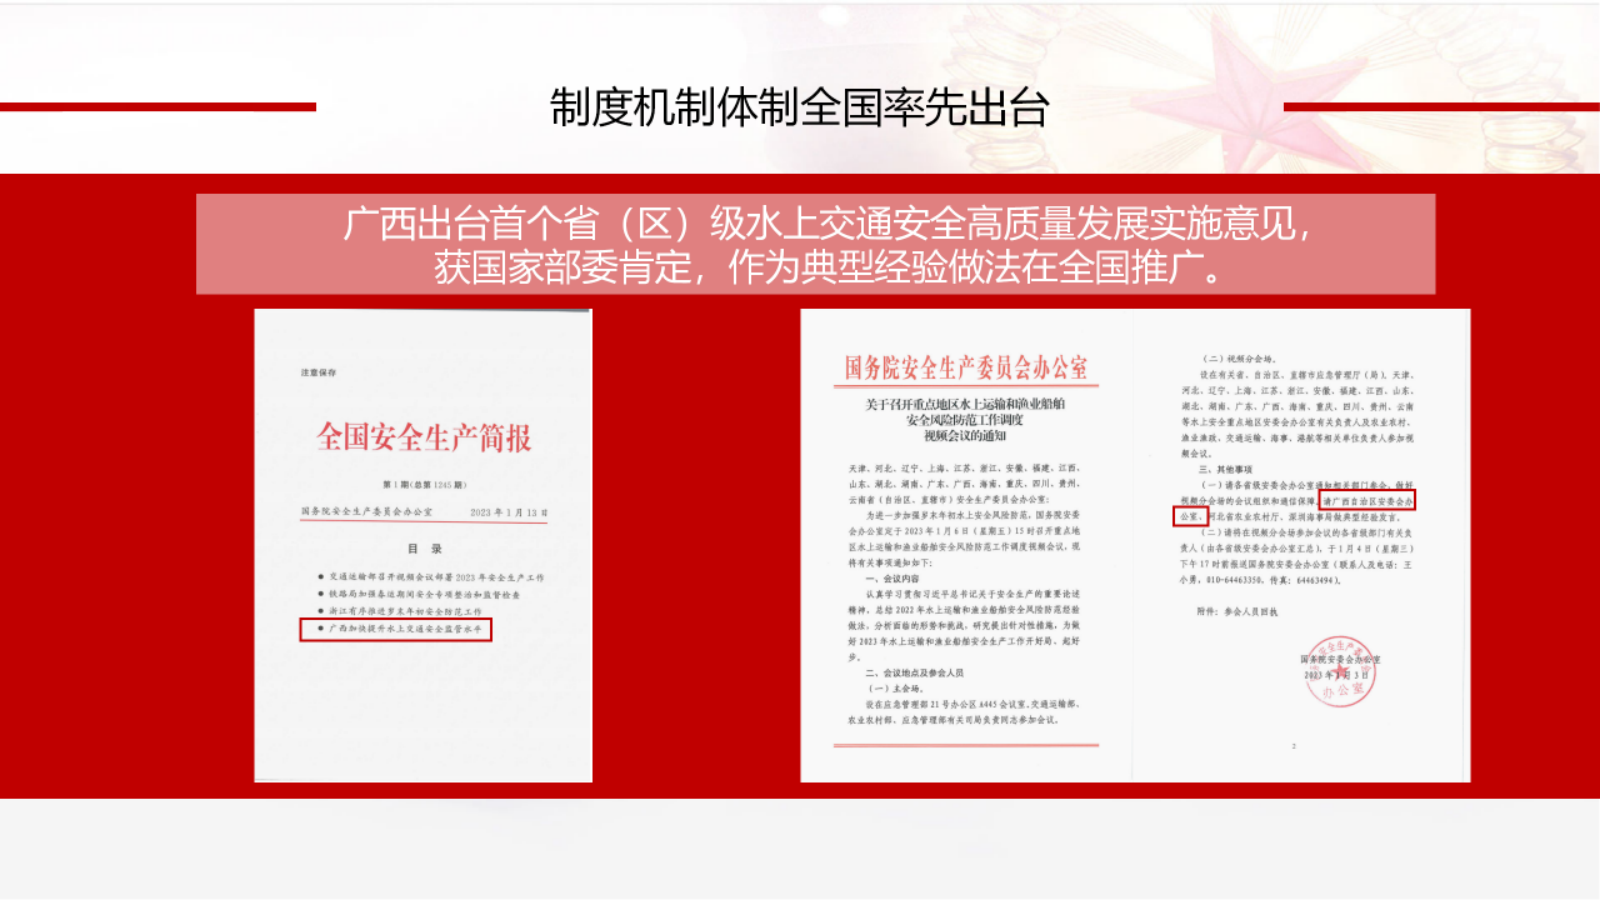 制度机制体制全国率先出台
广西出台首个省（区）级水上交通安全高质量发展实施意见，
获国家部委肯定，作为典型经验做法在全国推广。
注意保存
全国安全生产简报
第1期(总第1245期)
国务院安全生产委员会办公室 2023年1月13日
目 录
● 交通运输部召开视频会议部署2023年安全生产工作
● 铁路局加强春运期间安全专项整治和监督检查
● 浙江有序推进岁末年初安全防范工作
● 广西加快提升水上交通安全监管水平
国务院安全生产委员会办公室
关于召开重点地区水上运输和渔业船舶
安全风险防范工作调度
视频会议的通知
天津、河北、辽宁、上海、江苏、浙江、安徽、福建、江西、
山东、湖北、湖南、广东、广西、海南、重庆、四川、贵州、
云南省（自治区、直辖市）安全生产委员会办公室：
为进一步加强岁末年初水上安全风险防范，国务院安委
会办公室定于2023年1月6日（星期五）15时召开重点地
区水上运输和渔业船舶安全风险防范工作调度视频会议，现
将有关事项通知如下：
一、会议内容
认真学习贯彻习近平总书记关于安全生产的重要论述
精神，总结2022年水上运输和渔业船舶安全风险防范经验
做法，分析面临的形势和挑战，研究提出针对性措施，为做
好2023年水上运输和渔业船舶安全生产工作开好局、起好
步。
二、会议地点及参会人员
（一）主会场。
设在应急管理部21号办公区A445会议室，交通运输部、
农业农村部、应急管理部有关司局负责同志参加会议。
（二）视频分会场。
设在有关省、自治区、直辖市应急管理厅（局）。天津、
河北、辽宁、上海、江苏、浙江、安徽、福建、江西、山东、
湖北、湖南、广东、广西、海南、重庆、四川、贵州、云南
等水上安全重点地区安委会办公室有关负责人及农业农村、
渔业渔政、交通运输、海事、港航等相关单位负责人参加视
频会议。
三、其他事项
（一）请各省级安委会办公室通知相关部门参会，做好
视频分会场的会议组织和通信保障。请广西自治区安委会办
公室、河北省农业农村厅、深圳海事局做典型经验发言。
（二）请将在视频分会场参加会议的各省级部门有关负
责人（由各省级安委会办公室汇总），于1月4日（星期三）
下午17时前报送国务院安委会办公室（联系人及电话：王
小勇，010-64463350，传真：64463494）。
附件：参会人员回执
国务院安委会办公室
2023年1月3日
办公室
2